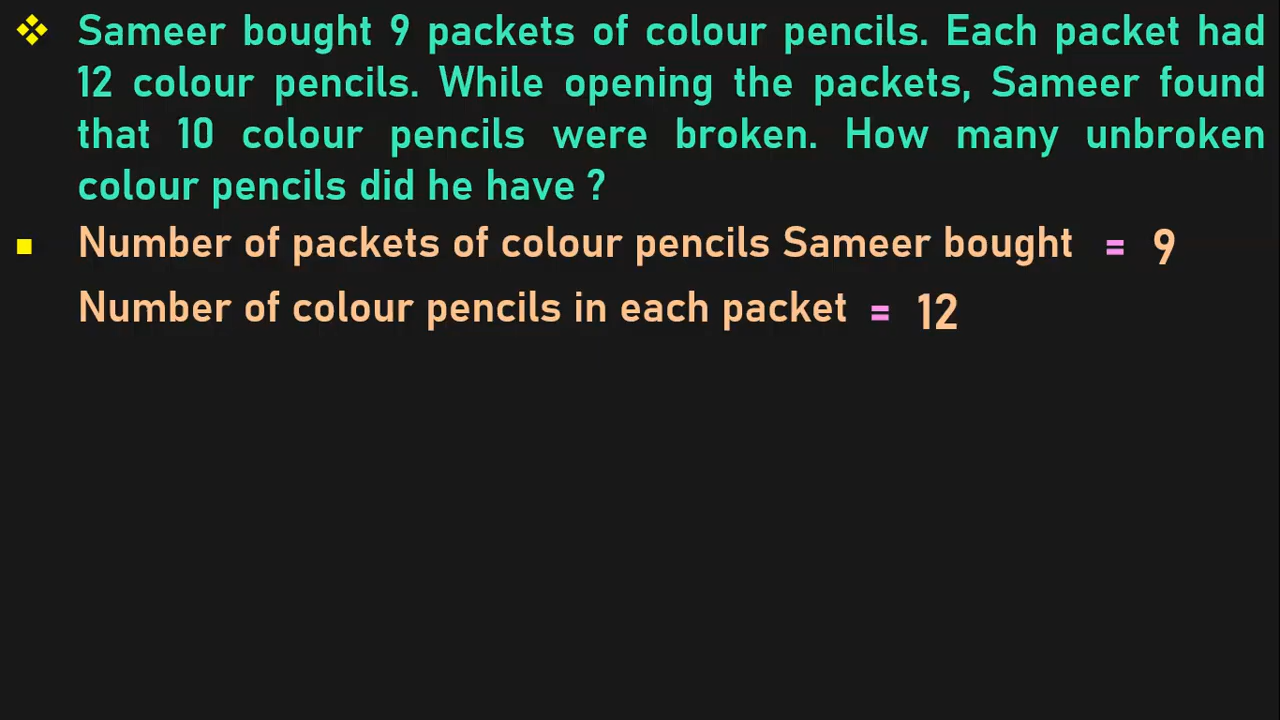 Sameer bought 9 packets of colour pencils. Each packet had
12 colour pencils. While opening the packets, Sameer found
that 10 colour pencils were broken. How many unbroken
colour pencils did he have ?
Number of packets of colour pencils Sameer bought = 9
Number of colour pencils in each packet = 12